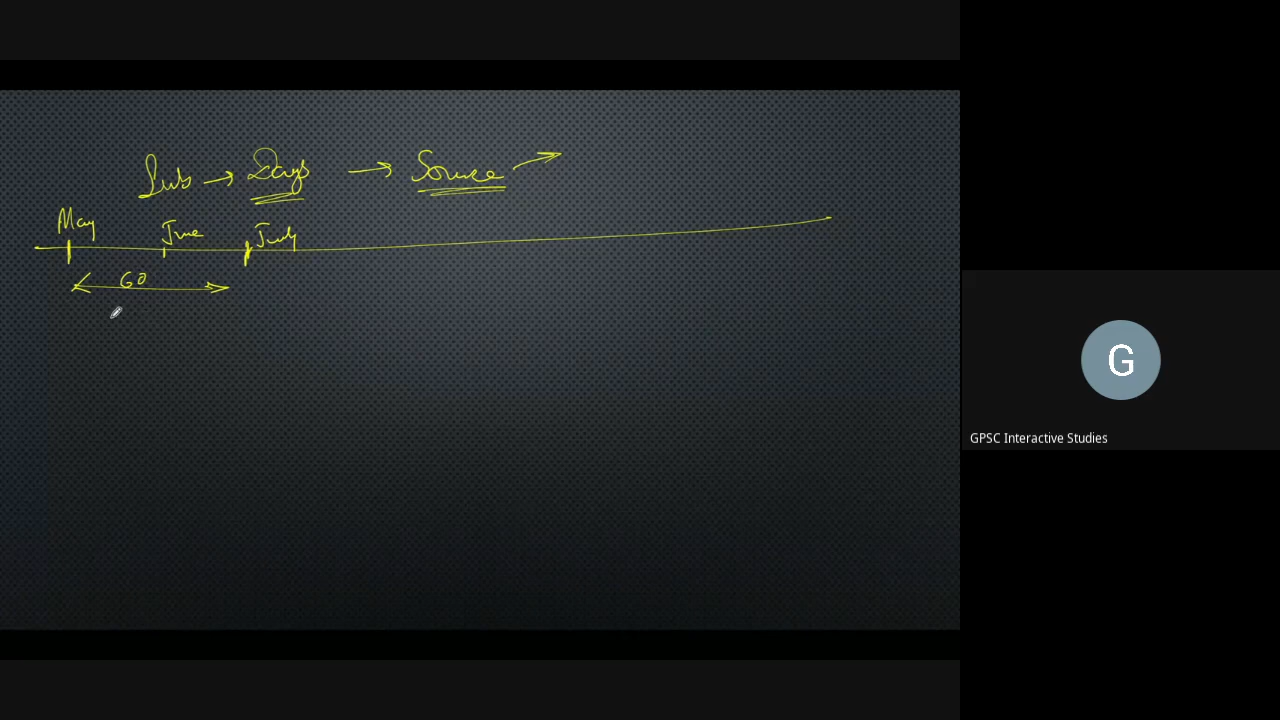 Sub → Days → Source →
May June July
60
G
GPSC Interactive Studies